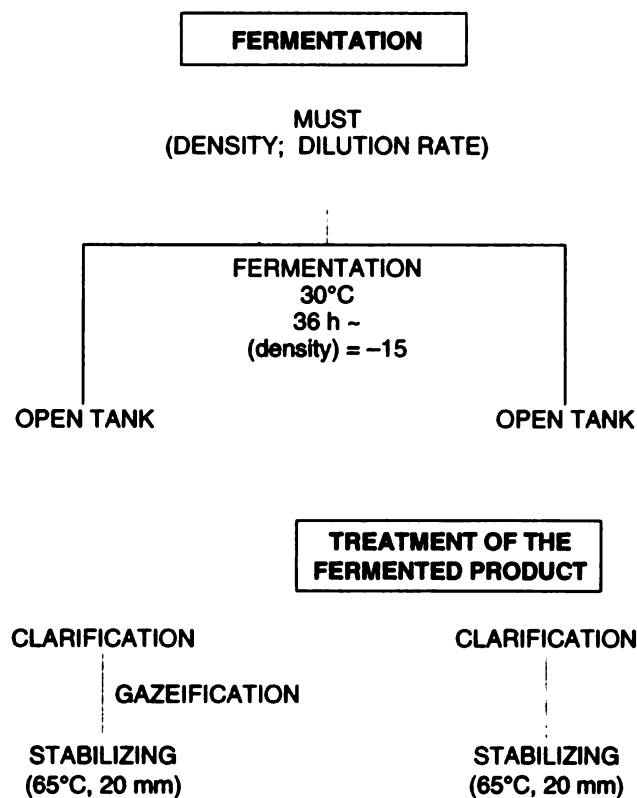 FERMENTATION
MUST
(DENSITY; DILUTION RATE)
FERMENTATION
30°C
36 h ~
(density) = –15
OPEN TANK
OPEN TANK
TREATMENT OF THE
FERMENTED PRODUCT
CLARIFICATION
CLARIFICATION
GAZEIFICATION
STABILIZING
(65°C, 20 mm)
STABILIZING
(65°C, 20 mm)